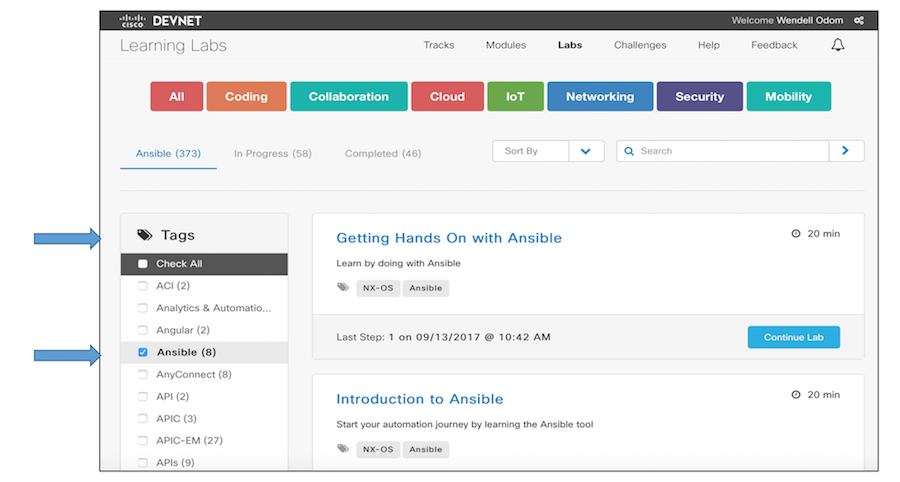 CISCO DEVNET
Welcome Wendell Odom
Learning Labs
Tracks Modules Labs Challenges Help Feedback
All Coding Collaboration Cloud IoT Networking Security Mobility
Ansible (373) In Progress (58) Completed (46)
Sort By
Search
Tags
Check All
ACI (2)
Analytics & Automatio...
Angular (2)
Ansible (8)
AnyConnect (8)
API (2)
APIC (3)
APIC-EM (27)
APIs (9)
Getting Hands On with Ansible
20 min
Learn by doing with Ansible
NX-OS Ansible
Last Step: 1 on 09/13/2017 @ 10:42 AM
Continue Lab
Introduction to Ansible
20 min
Start your automation journey by learning the Ansible tool
NX-OS Ansible